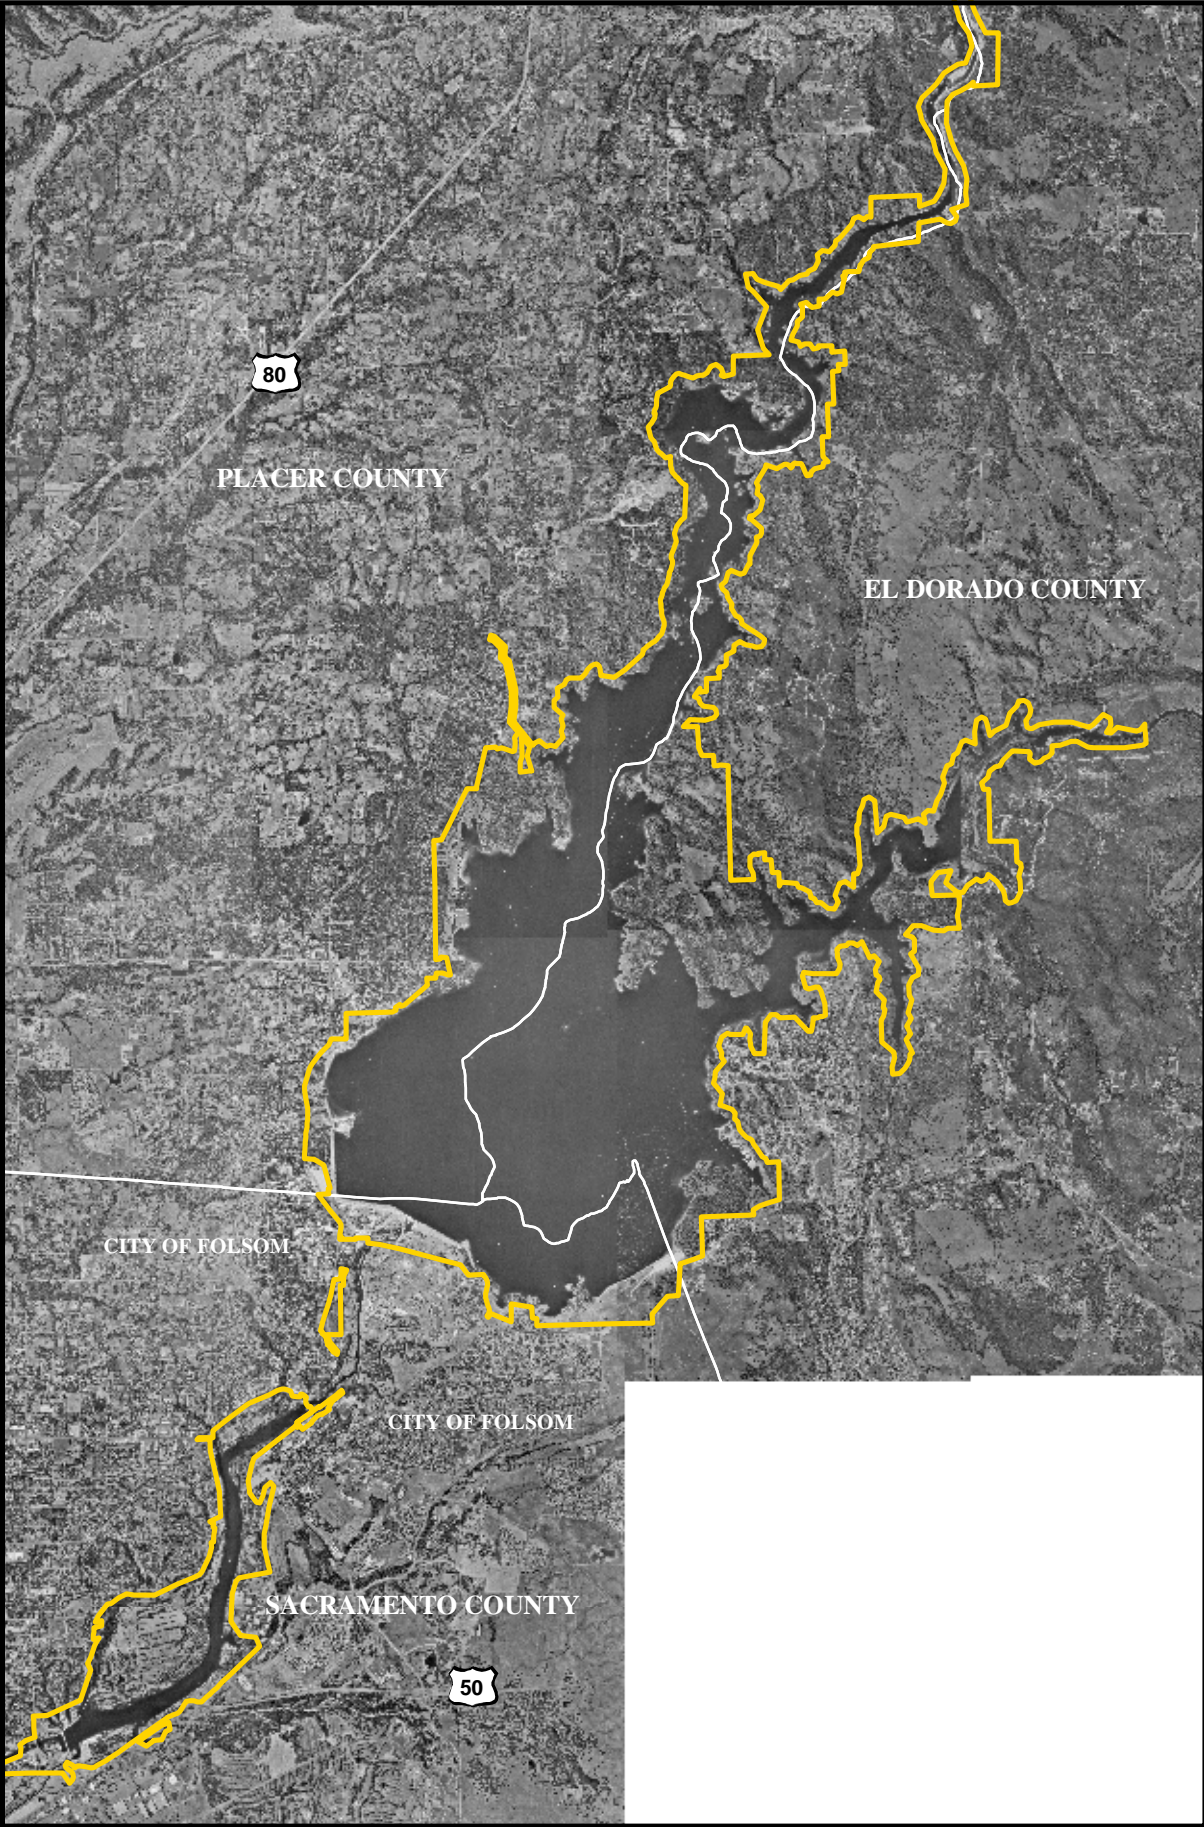 80
PLACER COUNTY
EL DORADO COUNTY
CITY OF FOLSOM
CITY OF FOLSOM
SACRAMENTO COUNTY
50